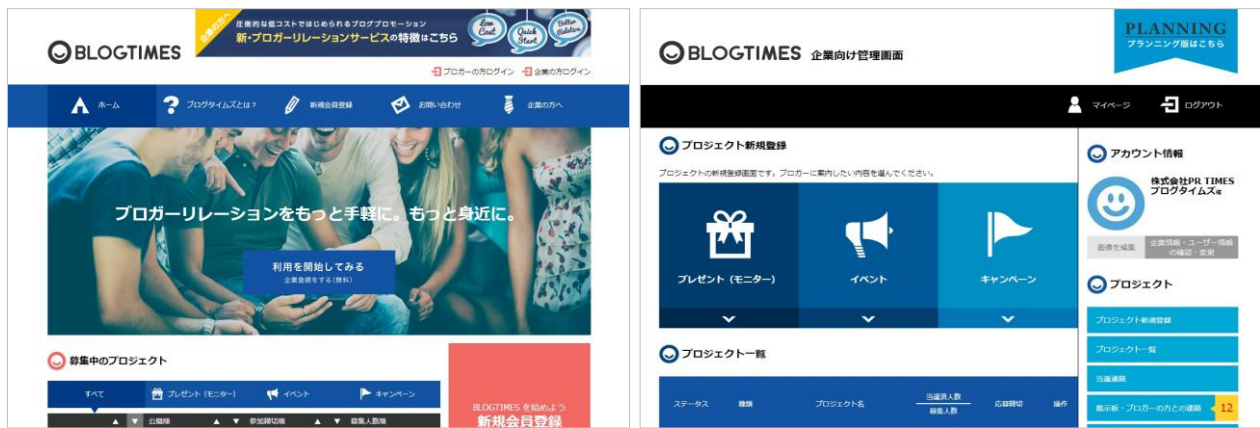 BLOGTIMES
企業の方へ
圧倒的な低コストではじめられるブログプロモーション
新・ブロガーリレーションサービスの特徴はこちら
Low Cost
Quick Start
Better Relation
ブロガーの方ログイン
企業の方ログイン
ホーム
ブログタイムズとは？
新規会員登録
お問い合わせ
企業の方へ
ブロガーリレーションをもっと手軽に。もっと身近に。
利用を開始してみる
企業登録をする(無料)
募集中のプロジェクト
すべて
プレゼント（モニター）
イベント
キャンペーン
▲ ▼ 公開順
▲ ▼ 参加締切順
▲ ▼ 募集人数順
BLOGTIMES を始めよう
新規会員登録
BLOGTIMES 企業向け管理画面
PLANNING
プランニング版はこちら
マイページ
ログアウト
プロジェクト新規登録
プロジェクトの新規登録画面です。ブロガーに案内したい内容を選んでください。
プレゼント（モニター）
イベント
キャンペーン
プロジェクト一覧
ステータス
種類
プロジェクト名
当選済人数
募集人数
応募締切
操作
アカウント情報
株式会社PR TIMES
ブログタイムズ様
画像を編集
企業情報・ユーザー情報
の確認・変更
プロジェクト
プロジェクト新規登録
プロジェクト一覧
当選連絡
掲示板・ブロガーの方との連絡
12